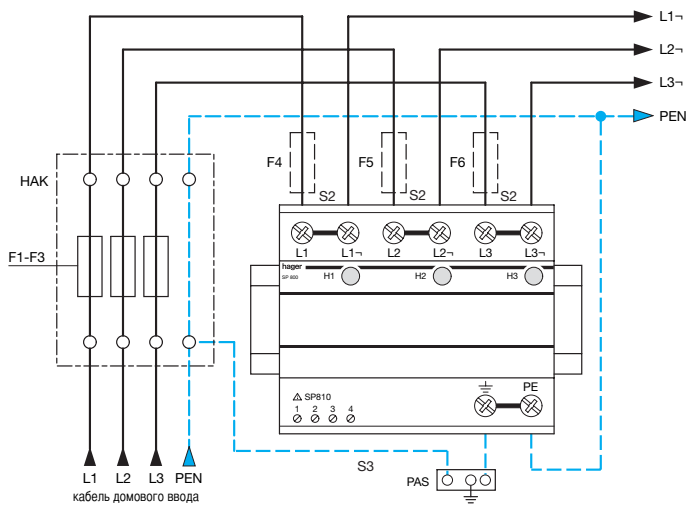 L1¬
L2¬
L3¬
PEN
F4
F5
F6
S2
S2
S2
HAK
F1-F3
L1
L1¬
L2
L2¬
L3
L3¬
hager
SP 800
H1
H2
H3
SP810
1 2 3 4
PE
S3
PAS
L1 L2 L3 PEN
кабель домового ввода